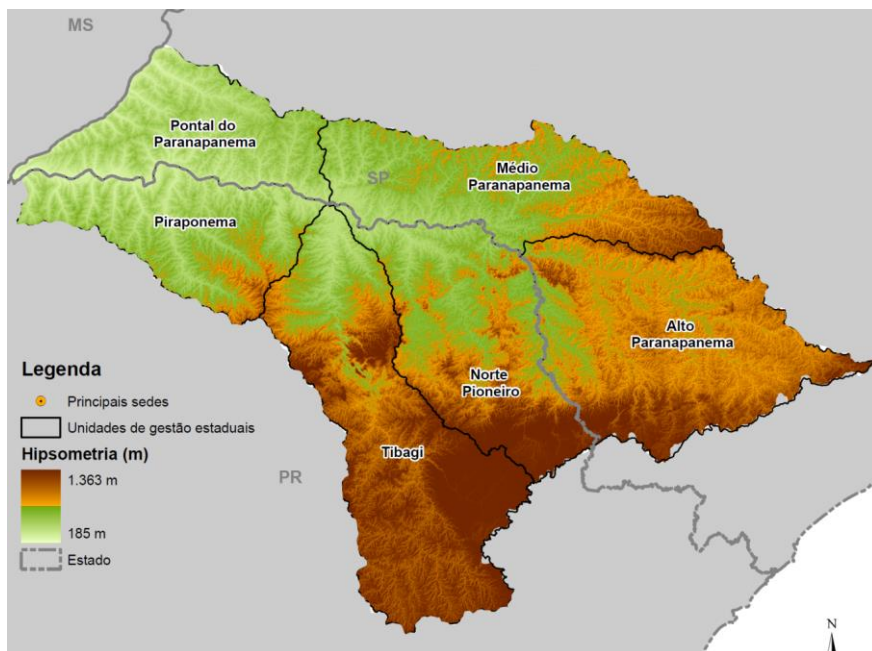 MS
Pontal do
Paranapanema
SP
Médio
Paranapanema
Piraponema
Alto
Paranapanema
Norte
Pioneiro
Tibagi
PR
Legenda
Principais sedes
Unidades de gestão estaduais
Hipsometria (m)
1.363 m
185 m
Estado
N